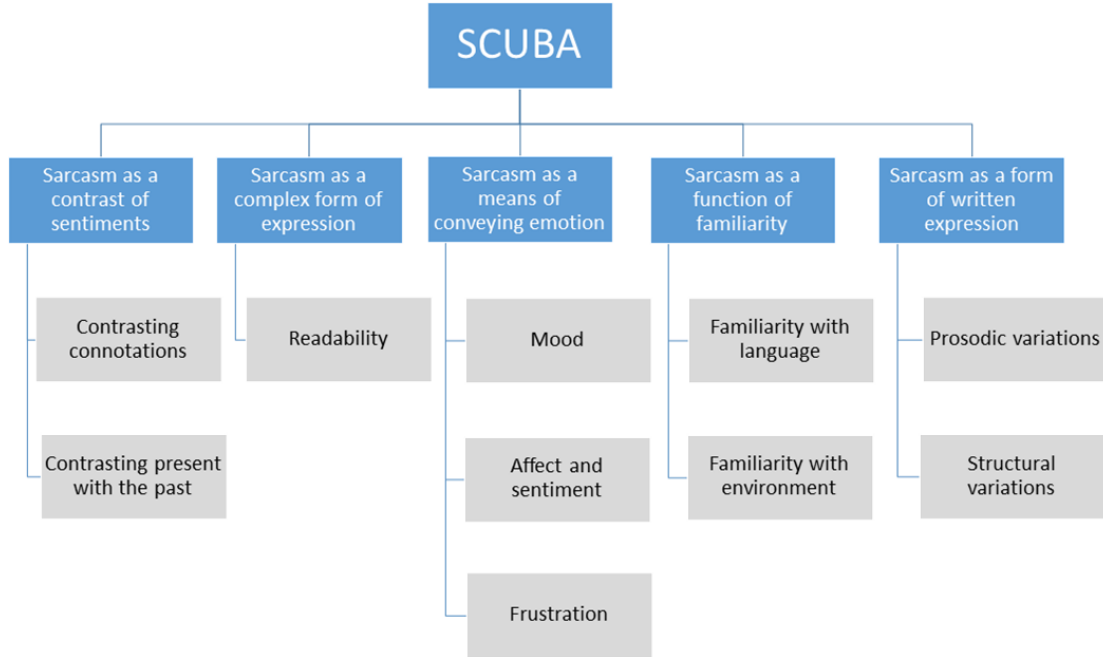 SCUBA
Sarcasm as a
contrast of
sentiments
Sarcasm as a
complex form of
expression
Sarcasm as a
means of
conveying emotion
Sarcasm as a
function of
familiarity
Sarcasm as a form
of written
expression
Contrasting
connotations
Contrasting present
with the past
Readability
Mood
Affect and
sentiment
Frustration
Familiarity with
language
Familiarity with
environment
Prosodic variations
Structural
variations